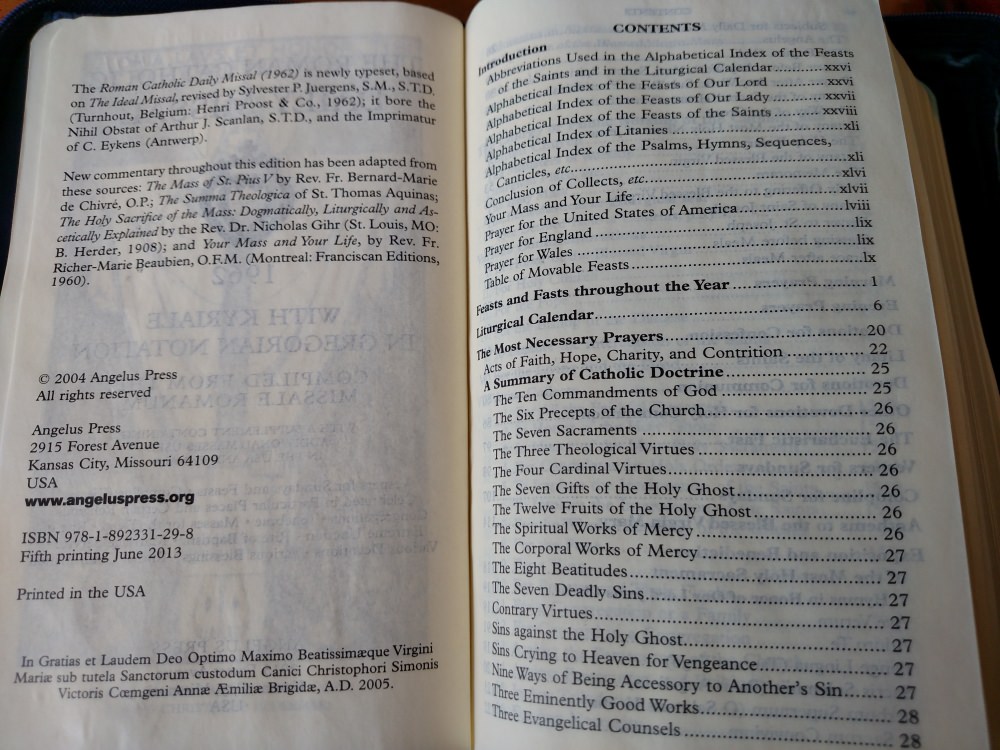 The Roman Catholic Daily Missal (1962) is newly typeset, based
on The Ideal Missal, revised by Sylvester P. Juergens, S.M., S.T.D.
(Turnhout, Belgium: Henri Proost & Co., 1962); it bore the
Nihil Obstat of Arthur J. Scanlan, S.T.D., and the Imprimatur
of C. Eykens (Antwerp).
New commentary throughout this edition has been adapted from
these sources: The Mass of St. Pius V by Rev. Fr. Bernard-Marie
de Chivré, O.P.; The Summa Theologica of St. Thomas Aquinas;
The Holy Sacrifice of the Mass: Dogmatically, Liturgically and As-
cetically Explained by the Rev. Dr. Nicholas Gihr (St. Louis, MO:
B. Herder, 1908); and Your Mass and Your Life, by Rev. Fr.
Richer-Marie Beaubien, O.F.M. (Montreal: Franciscan Editions,
1960).
© 2004 Angelus Press
All rights reserved
Angelus Press
2915 Forest Avenue
Kansas City, Missouri 64109
USA
www.angeluspress.org
ISBN 978-1-892331-29-8
Fifth printing June 2013
Printed in the USA
In Gratias et Laudem Deo Optimo Maximo Beatissimæque Virgini
Mariæ sub tutela Sanctorum custodum Canici Christophori Simonis
Victoris Cœmgeni Annæ Æmiliæ Brigidæ, A.D. 2005.
CONTENTS
Introduction
Abbreviations Used in the Alphabetical Index of the Feasts
of the Saints and in the Liturgical Calendar ........... xxvi
Alphabetical Index of the Feasts of Our Lord ........... xxvi
Alphabetical Index of the Feasts of Our Lady ........... xxvii
Alphabetical Index of the Feasts of the Saints ........... xxviii
Alphabetical Index of Litanies ........... xli
Alphabetical Index of the Psalms, Hymns, Sequences,
Canticles, etc. ........... xli
Conclusion of Collects, etc. ........... xlvi
Your Mass and Your Life ........... xlvii
Prayer for the United States of America ........... lviii
Prayer for England ........... lix
Prayer for Wales ........... lix
Table of Movable Feasts ........... lx
Feasts and Fasts throughout the Year ........... 1
Liturgical Calendar ........... 6
The Most Necessary Prayers ........... 20
Acts of Faith, Hope, Charity, and Contrition ........... 22
A Summary of Catholic Doctrine ........... 25
The Ten Commandments of God ........... 25
The Six Precepts of the Church ........... 26
The Seven Sacraments ........... 26
The Three Theological Virtues ........... 26
The Four Cardinal Virtues ........... 26
The Seven Gifts of the Holy Ghost ........... 26
The Twelve Fruits of the Holy Ghost ........... 26
The Spiritual Works of Mercy ........... 26
The Corporal Works of Mercy ........... 27
The Eight Beatitudes ........... 27
The Seven Deadly Sins ........... 27
Contrary Virtues ........... 27
Sins against the Holy Ghost ........... 27
Sins Crying to Heaven for Vengeance ........... 27
Nine Ways of Being Accessory to Another's Sin ........... 27
Three Eminently Good Works ........... 28
Three Evangelical Counsels ........... 28